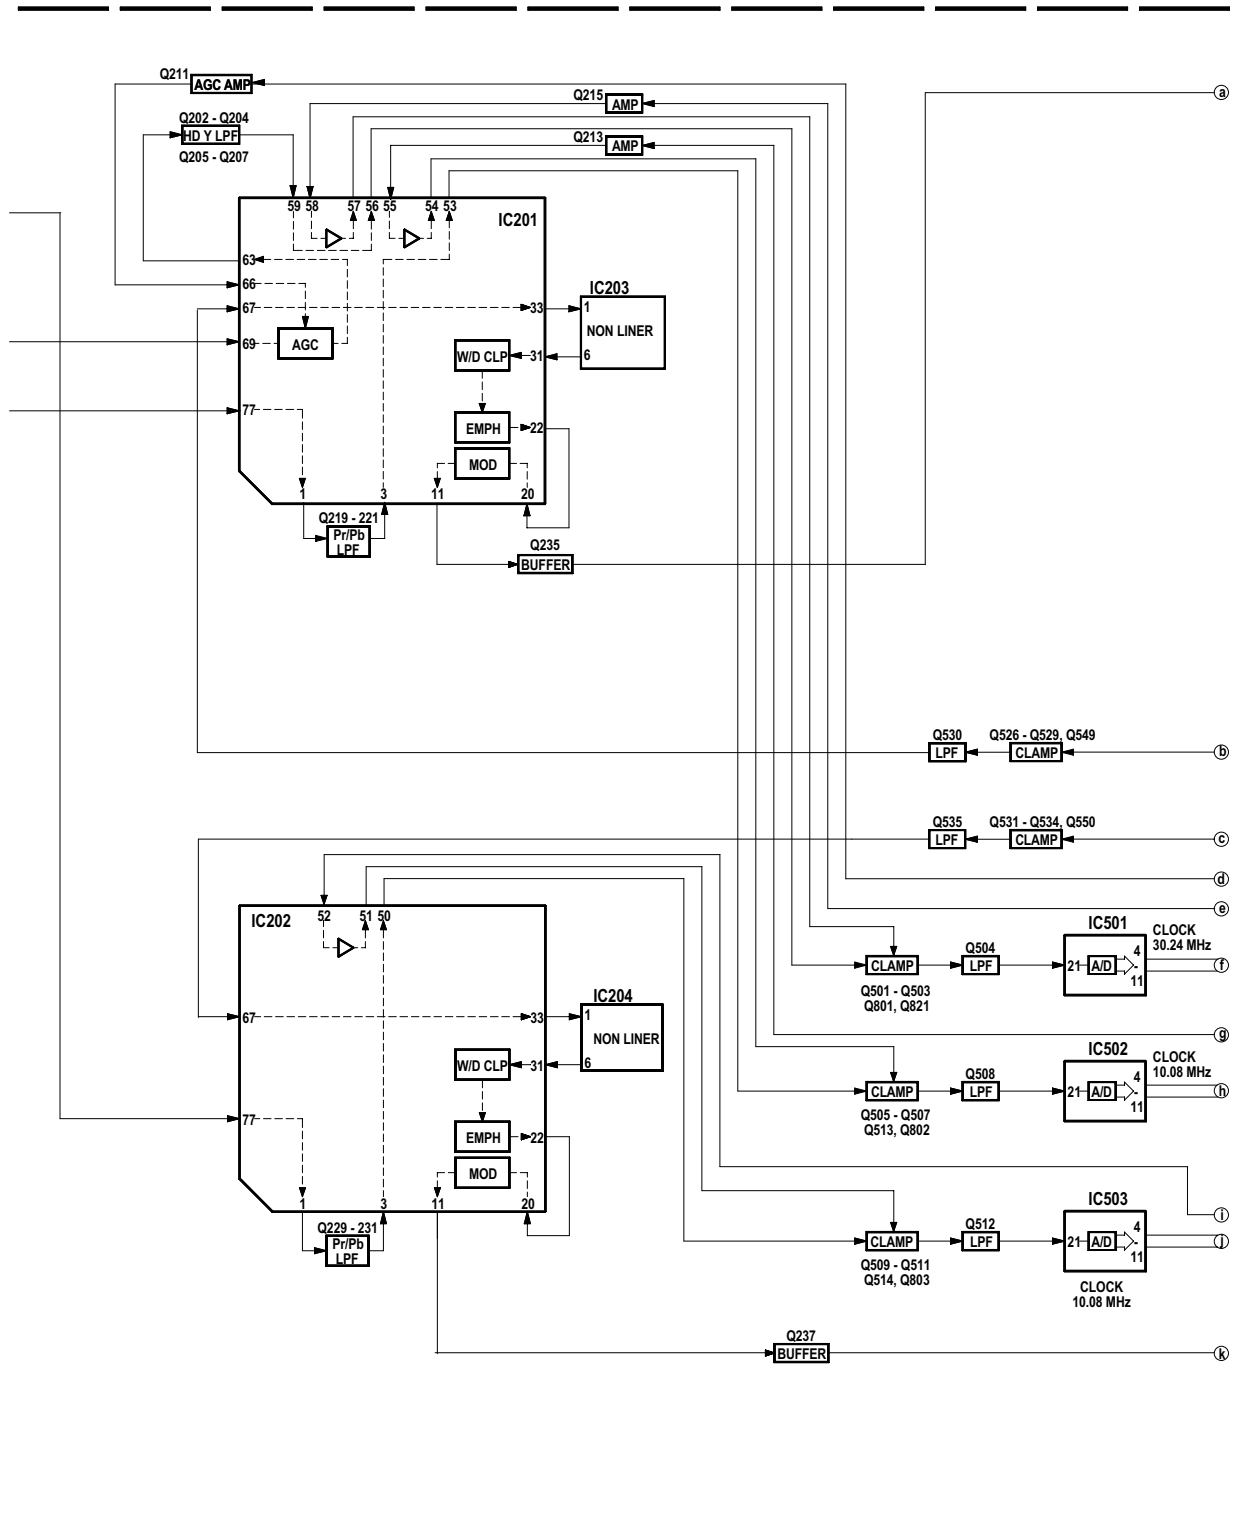 Q211
AGC AMP
Q215
AMP
a
Q202 - Q204
HD Y LPF
Q205 - Q207
Q213
AMP
59 58 57 56 55 54 53
IC201
63
66
67
33
69
AGC
IC203
1
NON LINER
6
W/D CLP
31
77
EMPH
22
MOD
1
3
11
20
Q219 - 221
Pr/Pb
LPF
Q235
BUFFER
Q530
LPF
Q526 - Q529, Q549
CLAMP
b
Q535
LPF
Q531 - Q534, Q550
CLAMP
c
d
e
IC202
52 51 50
67
33
IC204
1
NON LINER
6
W/D CLP
31
77
EMPH
22
MOD
1
3
11
20
Q229 - 231
Pr/Pb
LPF
CLAMP
Q501 - Q503
Q801, Q821
Q504
LPF
IC501
21
A/D
4
-
11
CLOCK
30.24 MHz
f
g
CLAMP
Q505 - Q507
Q513, Q802
Q508
LPF
IC502
21
A/D
4
-
11
CLOCK
10.08 MHz
h
i
CLAMP
Q509 - Q511
Q514, Q803
Q512
LPF
IC503
21
A/D
4
-
11
CLOCK
10.08 MHz
j
Q237
BUFFER
k